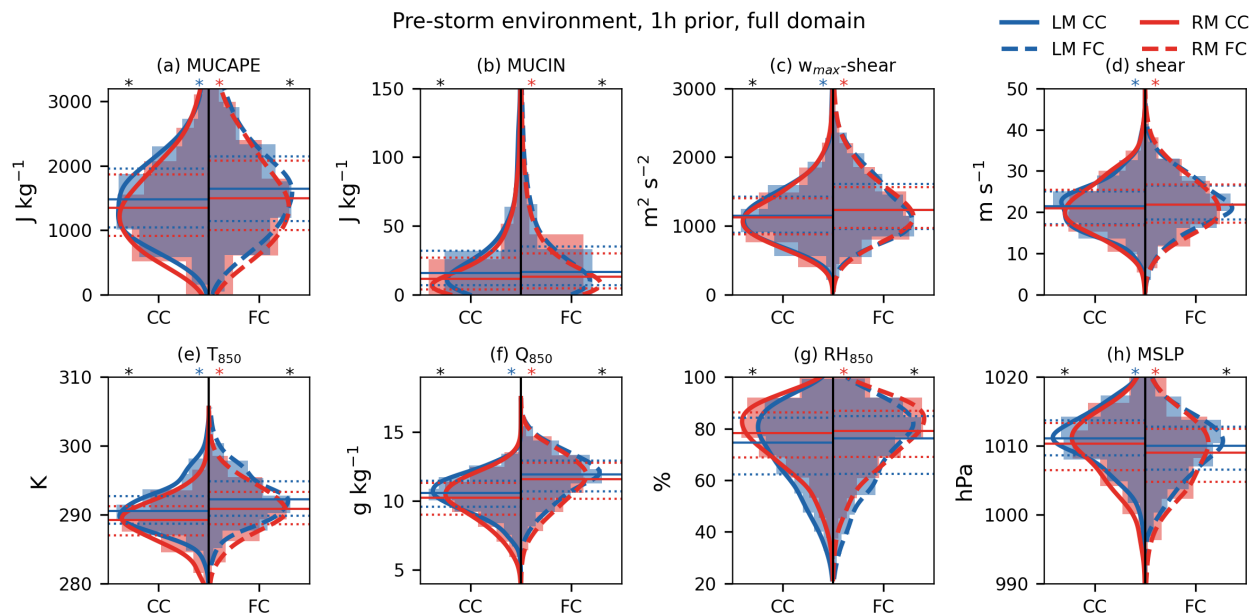 Pre-storm environment, 1h prior, full domain
LM CC
RM CC
LM FC
RM FC
(a) MUCAPE
(b) MUCIN
(c) wₘₐₓ-shear
(d) shear
* * * *
* * *
* * * *
* *
J kg⁻¹
3000
2000
1000
0
CC
FC
J kg⁻¹
150
100
50
0
CC
FC
m² s⁻²
3000
2000
1000
0
CC
FC
m s⁻¹
50
40
30
20
10
0
CC
FC
(e) T₈₅₀
(f) Q₈₅₀
(g) RH₈₅₀
(h) MSLP
* * * *
* * * *
* * *
* * * *
K
310
300
290
280
CC
FC
g kg⁻¹
15
10
5
CC
FC
%
100
80
60
40
20
CC
FC
hPa
1020
1010
1000
990
CC
FC